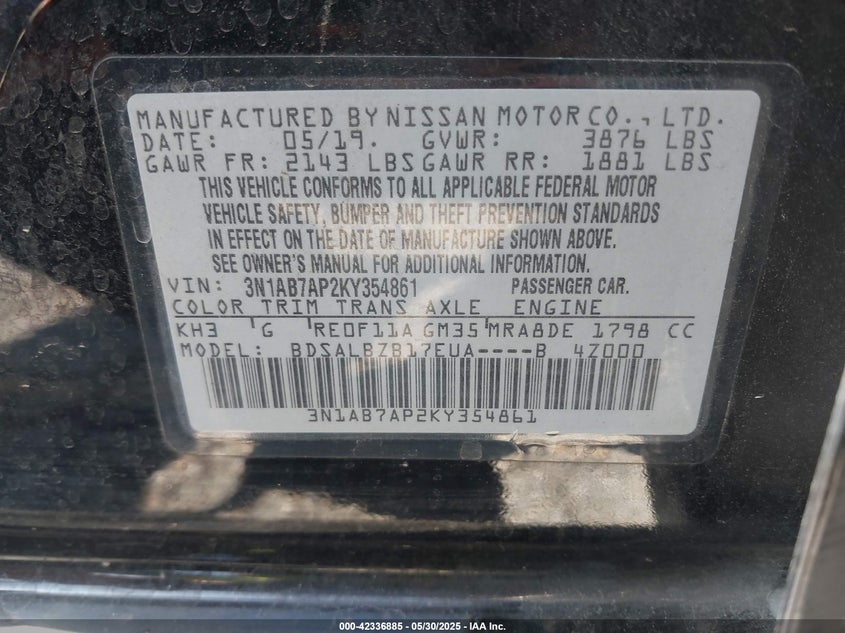 MANUFACTURED BY NISSAN MOTOR CO., LTD.
DATE: 05/19. GVWR: 3876 LBS
GAWR FR: 2143 LBS GAWR RR: 1881 LBS
THIS VEHICLE CONFORMS TO ALL APPLICABLE FEDERAL MOTOR
VEHICLE SAFETY, BUMPER AND THEFT PREVENTION STANDARDS
IN EFFECT ON THE DATE OF MANUFACTURE SHOWN ABOVE.
SEE OWNER'S MANUAL FOR ADDITIONAL INFORMATION.
VIN: 3N1AB7AP2KY354861 PASSENGER CAR.
COLOR TRIM TRANS AXLE ENGINE
KH3 'G RE0F11A GM35'MRA8DE 1798 CC
MODEL: BDSALBZB17EUA----B 4Z000
3N1AB7AP2KY354861
000-42336885 - 05/30/2025 - IAA Inc.